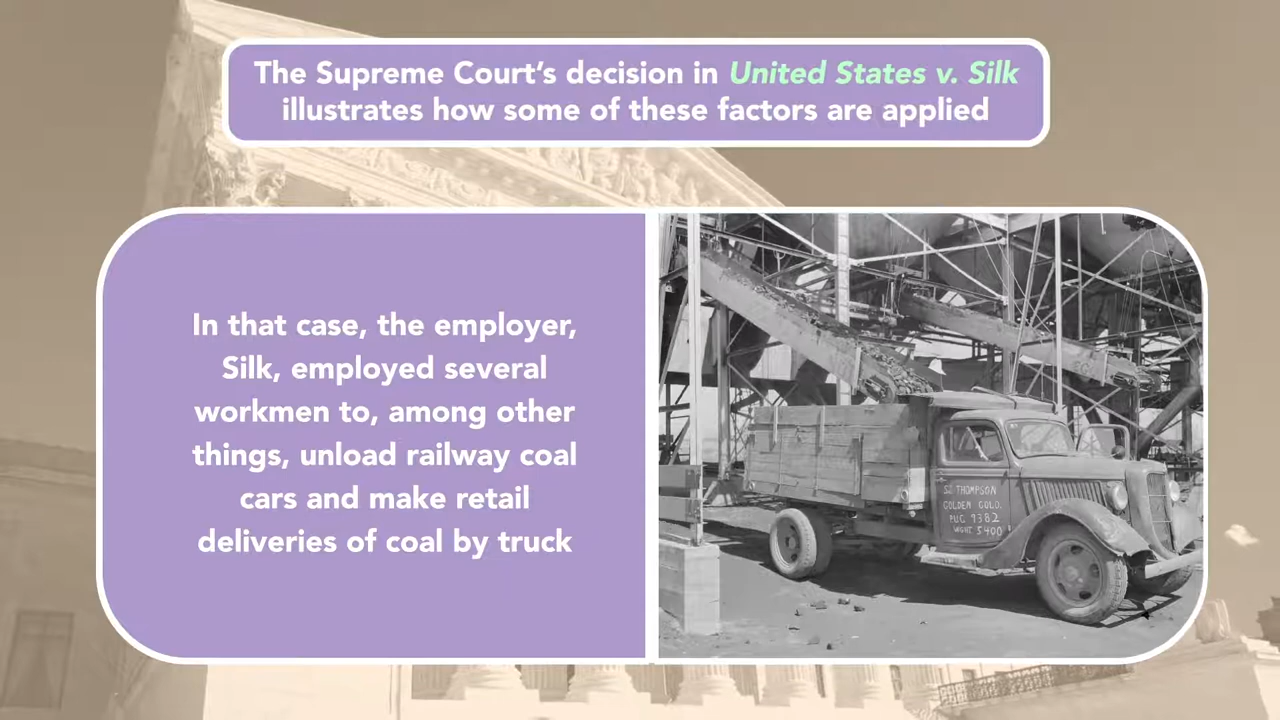 The Supreme Court's decision in United States v. Silk
illustrates how some of these factors are applied
In that case, the employer,
Silk, employed several
workmen to, among other
things, unload railway coal
cars and make retail
deliveries of coal by truck
SJ THOMPSON
GOLDEN COLO.
PUC 9382
WGHT 5400